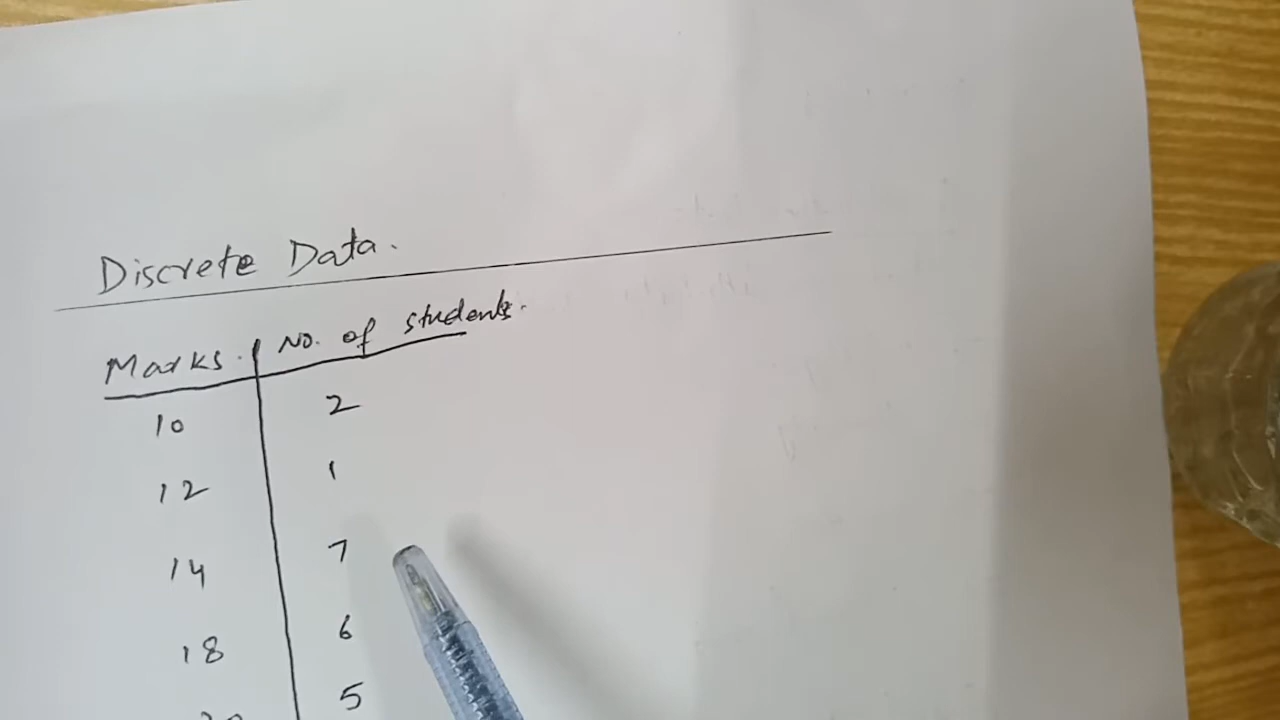 Discrete Data.
Marks. No. of students.
10 2
12 1
14 7
18 6
5